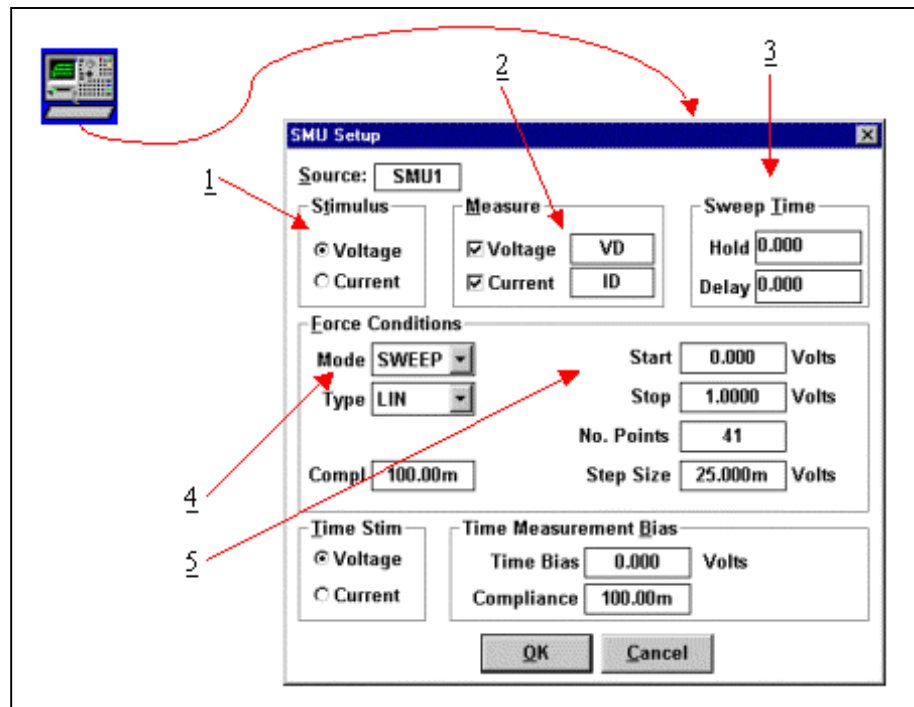 3
2
SMU Setup
1
Source: SMU1
Stimulus
Voltage
Current
Measure
Voltage VD
Current ID
Sweep Time
Hold 0.000
Delay 0.000
Force Conditions
Mode SWEEP
Type LIN
Compl 100.00m
Start 0.000 Volts
Stop 1.0000 Volts
No. Points 41
Step Size 25.000m Volts
4
5
Time Stim
Voltage
Current
Time Measurement Bias
Time Bias 0.000 Volts
Compliance 100.00m
OK Cancel